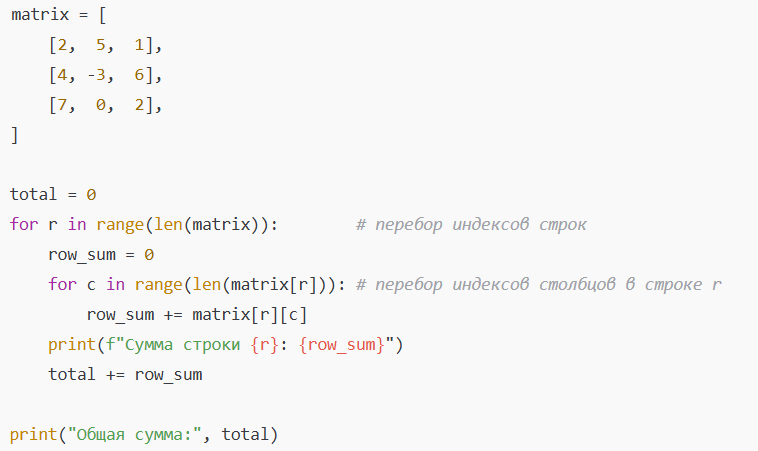 matrix = [
    [2,  5,  1],
    [4, -3,  6],
    [7,  0,  2],
]

total = 0
for r in range(len(matrix)):        # перебор индексов строк
    row_sum = 0
    for c in range(len(matrix[r])): # перебор индексов столбцов в строке r
        row_sum += matrix[r][c]
    print(f"Сумма строки {r}: {row_sum}")
    total += row_sum

print("Общая сумма:", total)